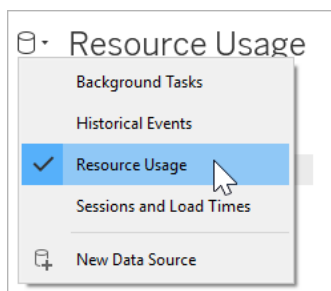 Resource Usage
Background Tasks
Historical Events
Resource Usage
Sessions and Load Times
New Data Source